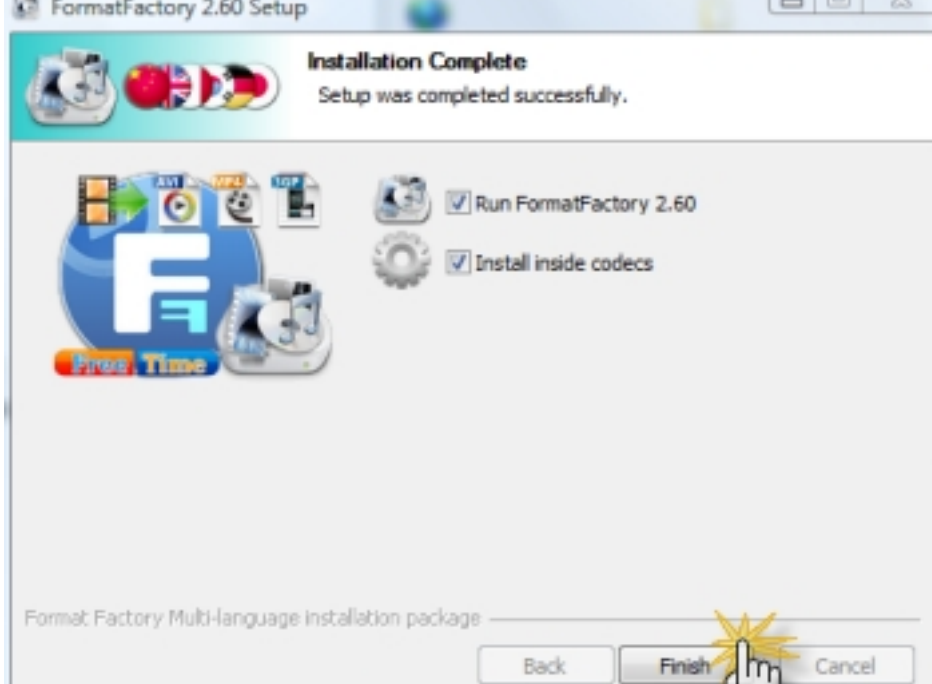 FormatFactory 2.60 Setup
Installation Complete
Setup was completed successfully.
AVI MP4 3GP
Run FormatFactory 2.60
Install inside codecs
FF
Free Time
Format Factory Multi-language installation package
Back Finish Cancel